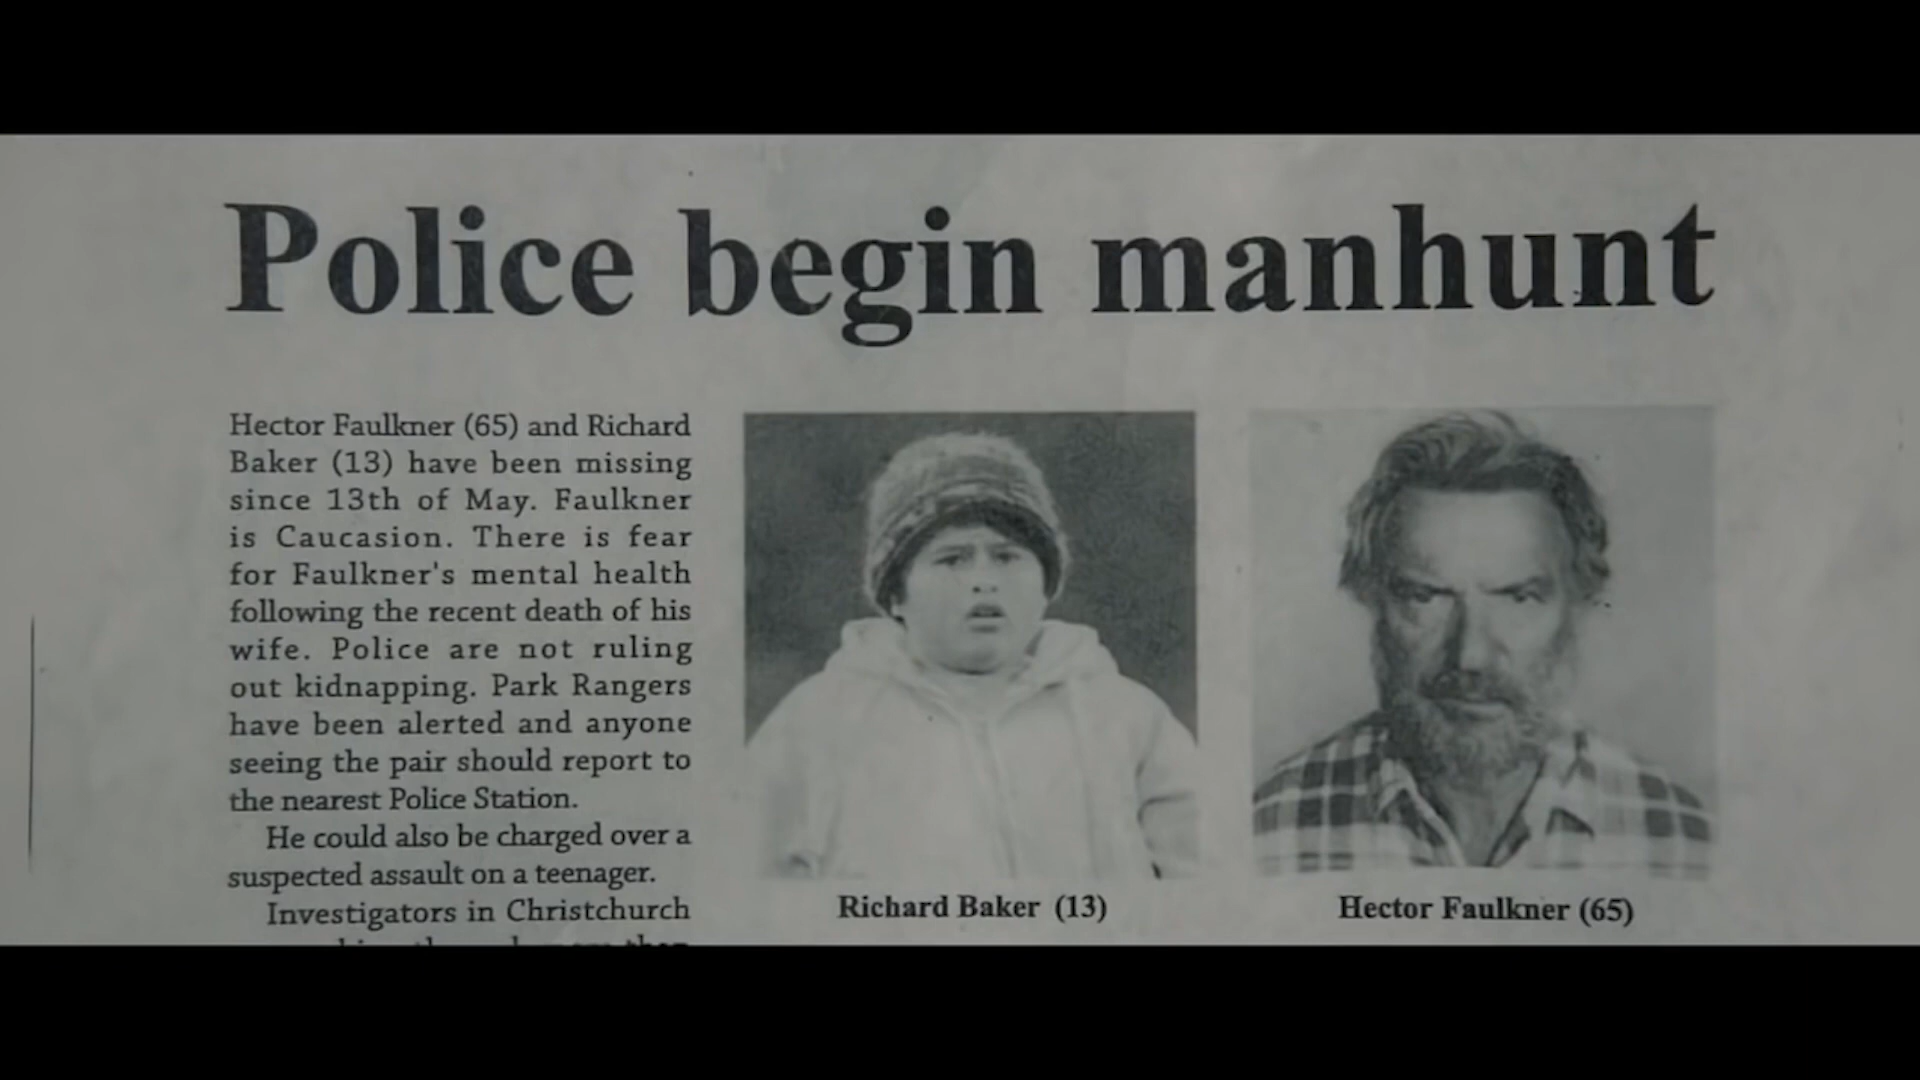 Police begin manhunt
Hector Faulkner (65) and Richard
Baker (13) have been missing
since 13th of May. Faulkner
is Caucasion. There is fear
for Faulkner's mental health
following the recent death of his
wife. Police are not ruling
out kidnapping. Park Rangers
have been alerted and anyone
seeing the pair should report to
the nearest Police Station.
He could also be charged over a
suspected assault on a teenager.
Investigators in Christchurch
Richard Baker (13)
Hector Faulkner (65)